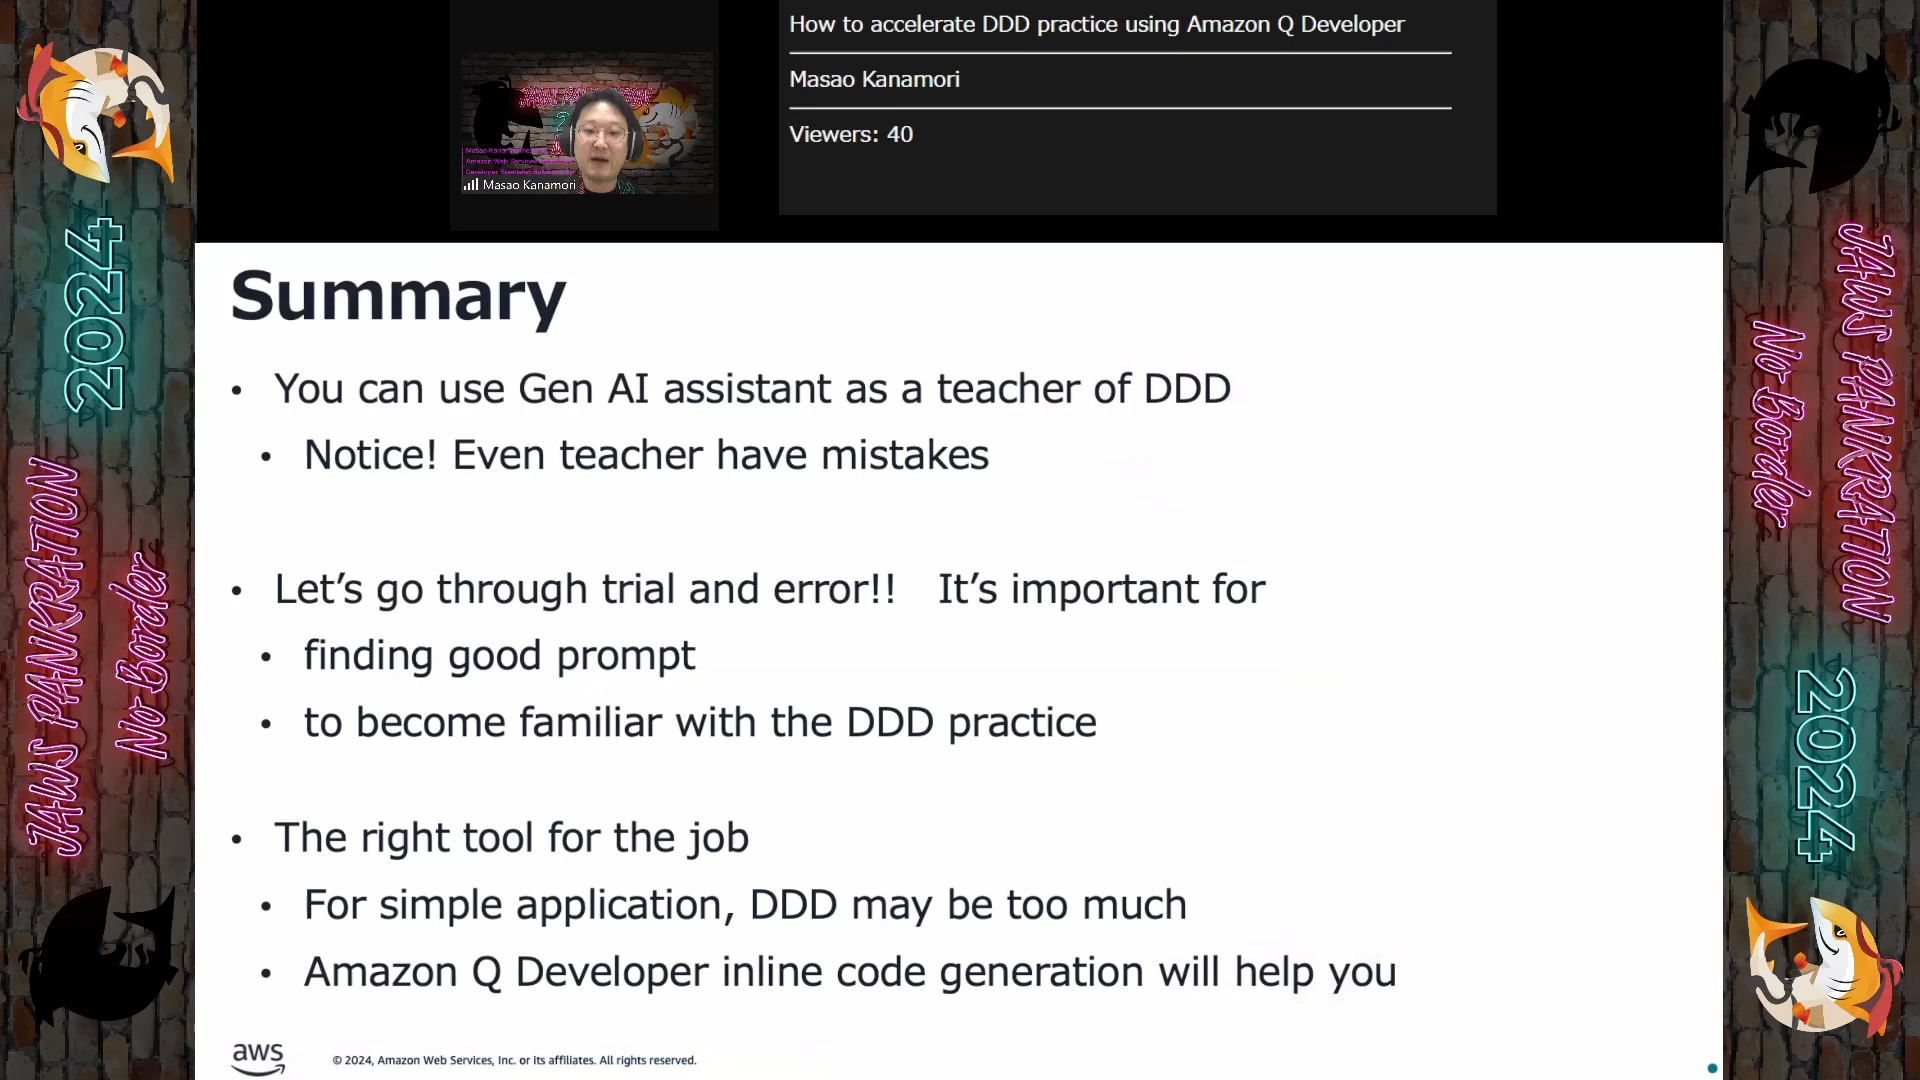 How to accelerate DDD practice using Amazon Q Developer
Masao Kanamori
Viewers: 40
Masao Kanamori
Summary
• You can use Gen AI assistant as a teacher of DDD
• Notice! Even teacher have mistakes
• Let’s go through trial and error!! It’s important for
• finding good prompt
• to become familiar with the DDD practice
• The right tool for the job
• For simple application, DDD may be too much
• Amazon Q Developer inline code generation will help you
aws
© 2024, Amazon Web Services, Inc. or its affiliates. All rights reserved.
JAWS PANKRATION
2024
No Border
JAWS PANKRATION
2024
No Border